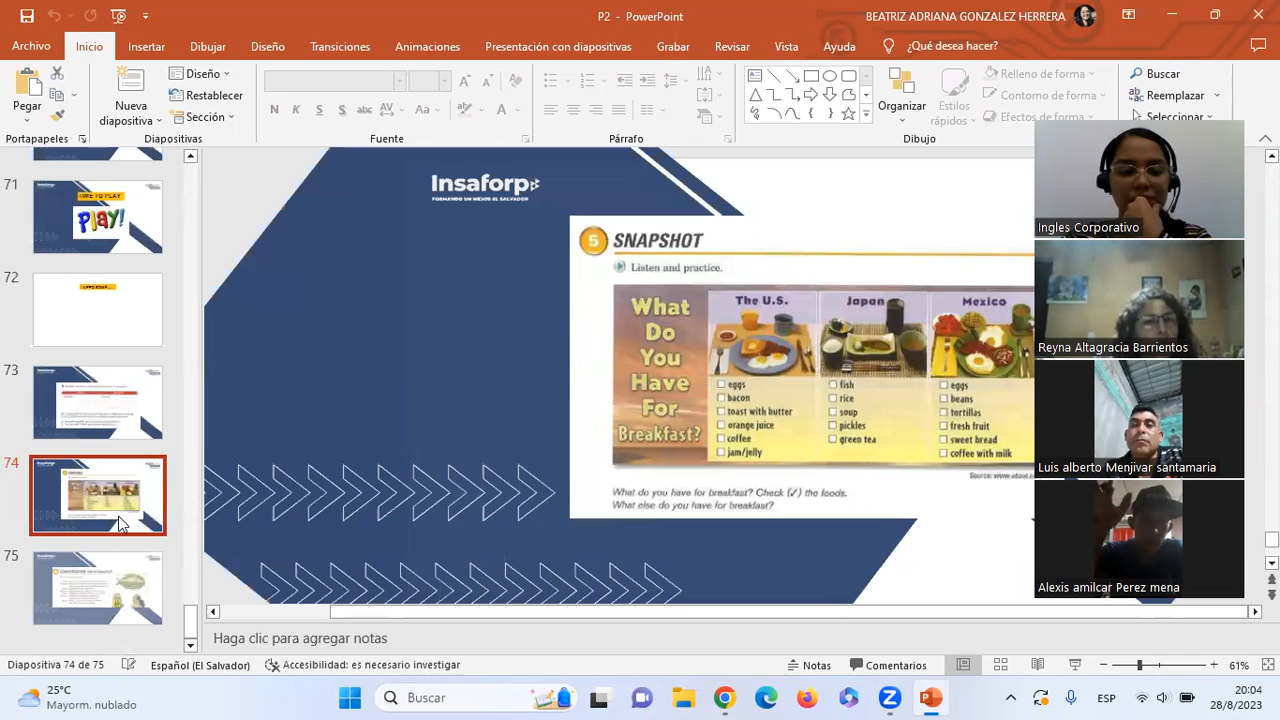 P2 - PowerPoint
BEATRIZ ADRIANA GONZALEZ HERRERA
Archivo Inicio Insertar Dibujar Diseño Transiciones Animaciones Presentación con diapositivas Grabar Revisar Vista Ayuda ¿Qué desea hacer?
Pegar
Portapapeles
Nueva diapositiva
Diseño
Restablecer
Sección
Diapositivas
N K S S abc AV Aa A
Fuente
Párrafo
Organizar
Estilos rápidos
Relleno de forma
Contorno de forma
Efectos de forma
Dibujo
Buscar
Reemplazar
Seleccionar
71
TIME TO PLAY
PLAY!
72
73
74
75
Insaforp
FORMANDO UN MEJOR EL SALVADOR
5 SNAPSHOT
Listen and practice.
What Do You Have For Breakfast?
The U.S.
eggs
bacon
toast with butter
orange juice
coffee
jam/jelly
Japan
fish
rice
soup
pickles
green tea
Mexico
eggs
beans
tortillas
fresh fruit
sweet bread
coffee with milk
What do you have for breakfast? Check (✓) the foods.
What else do you have for breakfast?
Ingles Corporativo
Reyna Altagracia Barrientos
Luis alberto Menjivar santamaria
Alexis amilcar Perez mena
Haga clic para agregar notas
Diapositiva 74 de 75 Español (El Salvador) Accesibilidad: es necesario investigar Notas Comentarios 61%
25°C
Mayorm. nublado
Buscar
ESP
20:04
28/8/2023